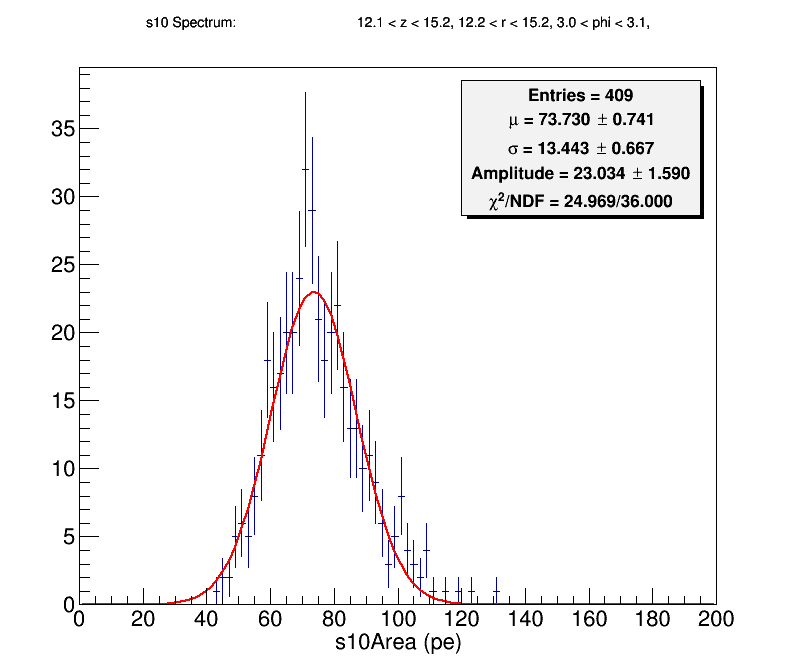 s10 Spectrum: 12.1 < z < 15.2, 12.2 < r < 15.2, 3.0 < phi < 3.1,
Entries = 409
μ = 73.730 ± 0.741
σ = 13.443 ± 0.667
Amplitude = 23.034 ± 1.590
χ²/NDF = 24.969/36.000
35
30
25
20
15
10
5
0
0 20 40 60 80 100 120 140 160 180 200
s10Area (pe)